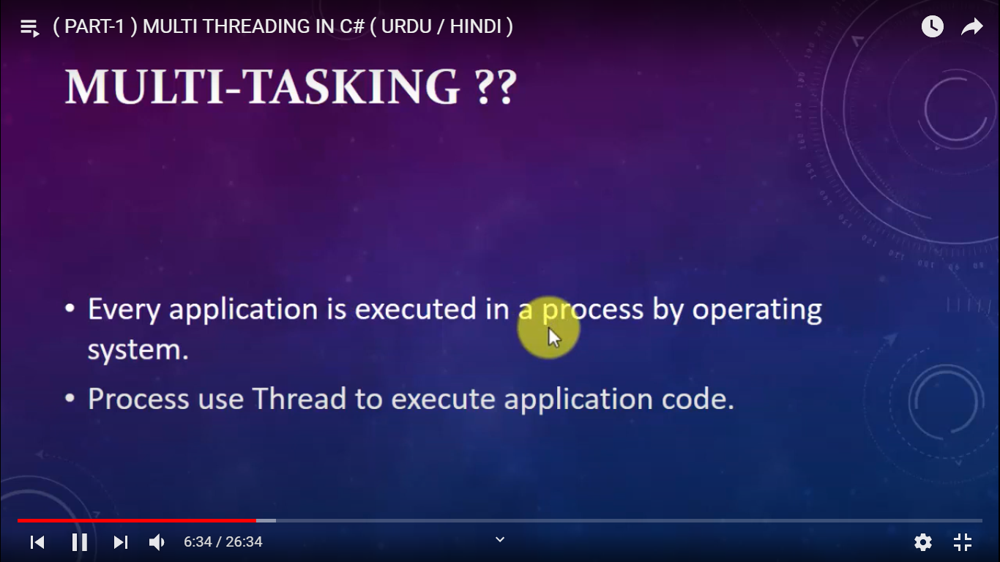 ( PART-1 ) MULTI THREADING IN C# ( URDU / HINDI )
MULTI-TASKING ??
• Every application is executed in a process by operating
system.
• Process use Thread to execute application code.
6:34 / 26:34